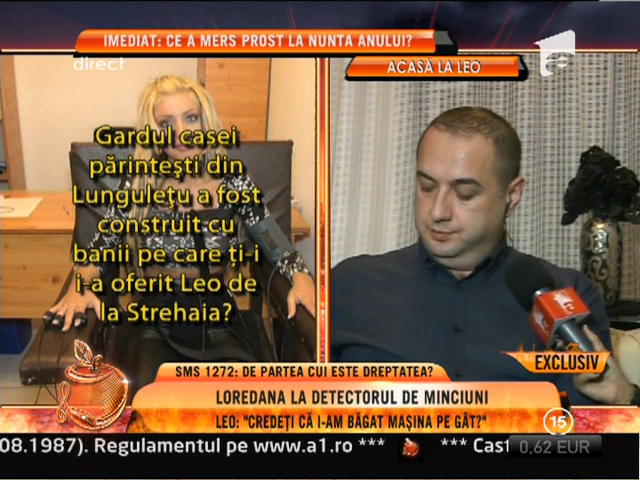 IMEDIAT: CE A MERS PROST LA NUNTA ANULUI?
direct
ACASĂ LA LEO
Gardul casei
părinteşti din
Lunguleţu a fost
construit cu
banii pe care ţi-i
i-a oferit Leo de
la Strehaia?
EXCLUSIV
SMS 1272: DE PARTEA CUI ESTE DREPTATEA?
LOREDANA LA DETECTORUL DE MINCIUNI
LEO: "CREDEŢI CĂ I-AM BĂGAT MAŞINA PE GÂT?"
15
08.1987). Regulamentul pe www.a1.ro *** *** Cast
0,62 EUR